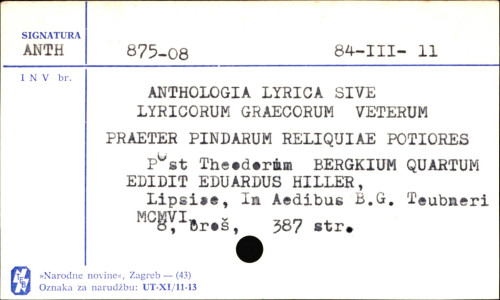 SIGNATURA
ANTH 875-08 84-III- 11
INV br.
ANTHOLOGIA LYRICA SIVE
LYRICORUM GRAECORUM VETERUM
PRAETER PINDARUM RELIQUIAE POTIORES
Post Theodorum BERGKIUM QUARTUM
EDIDIT EDUARDUS HILLER,
Lipsiae, In Aedibus B.G. Teubneri
MCMVI,
8, broš, 387 str.
»Narodne novine«, Zagreb — (43)
Oznaka za narudžbu: UT-XI/11-13